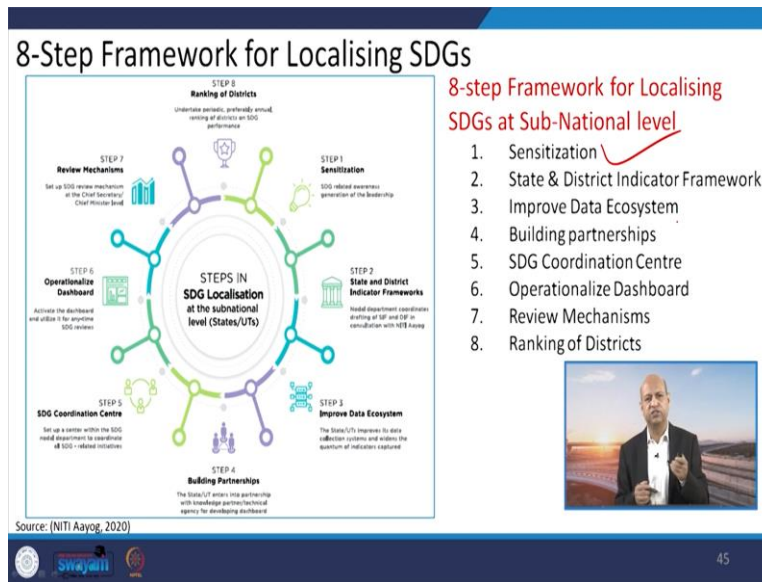 8-Step Framework for Localising SDGs
STEP 8
Ranking of Districts
Undertake periodic, preferably annual,
ranking of districts on SDG
performance
STEP 7
Review Mechanisms
Set up SDG review mechanism
at the Chief Secretary/
Chief Minister level
STEP 1
Sensitization
SDG related awareness
generation of the leadership
STEP 6
Operationalize
Dashboard
Activate the dashboard
and utilize it for any-time
SDG reviews
STEPS IN
SDG Localisation
at the subnational
level (States/UTs)
STEP 2
State and District
Indicator Frameworks
Nodal department coordinates
drafting of SIF and DIF in
consultation with NITI Aayog
STEP 5
SDG Coordination Centre
Set up a center within the SDG
nodal department to coordinate
all SDG - related initiatives
STEP 3
Improve Data Ecosystem
The State/UTs improves its data
collection systems and widens the
quantum of indicators captured
STEP 4
Building Partnerships
The State/UT enters into partnership
with knowledge partner/technical
agency for developing dashboard
Source: (NITI Aayog, 2020)
8-step Framework for Localising
SDGs at Sub-National level
1. Sensitization
2. State & District Indicator Framework
3. Improve Data Ecosystem
4. Building partnerships
5. SDG Coordination Centre
6. Operationalize Dashboard
7. Review Mechanisms
8. Ranking of Districts
swayam
45